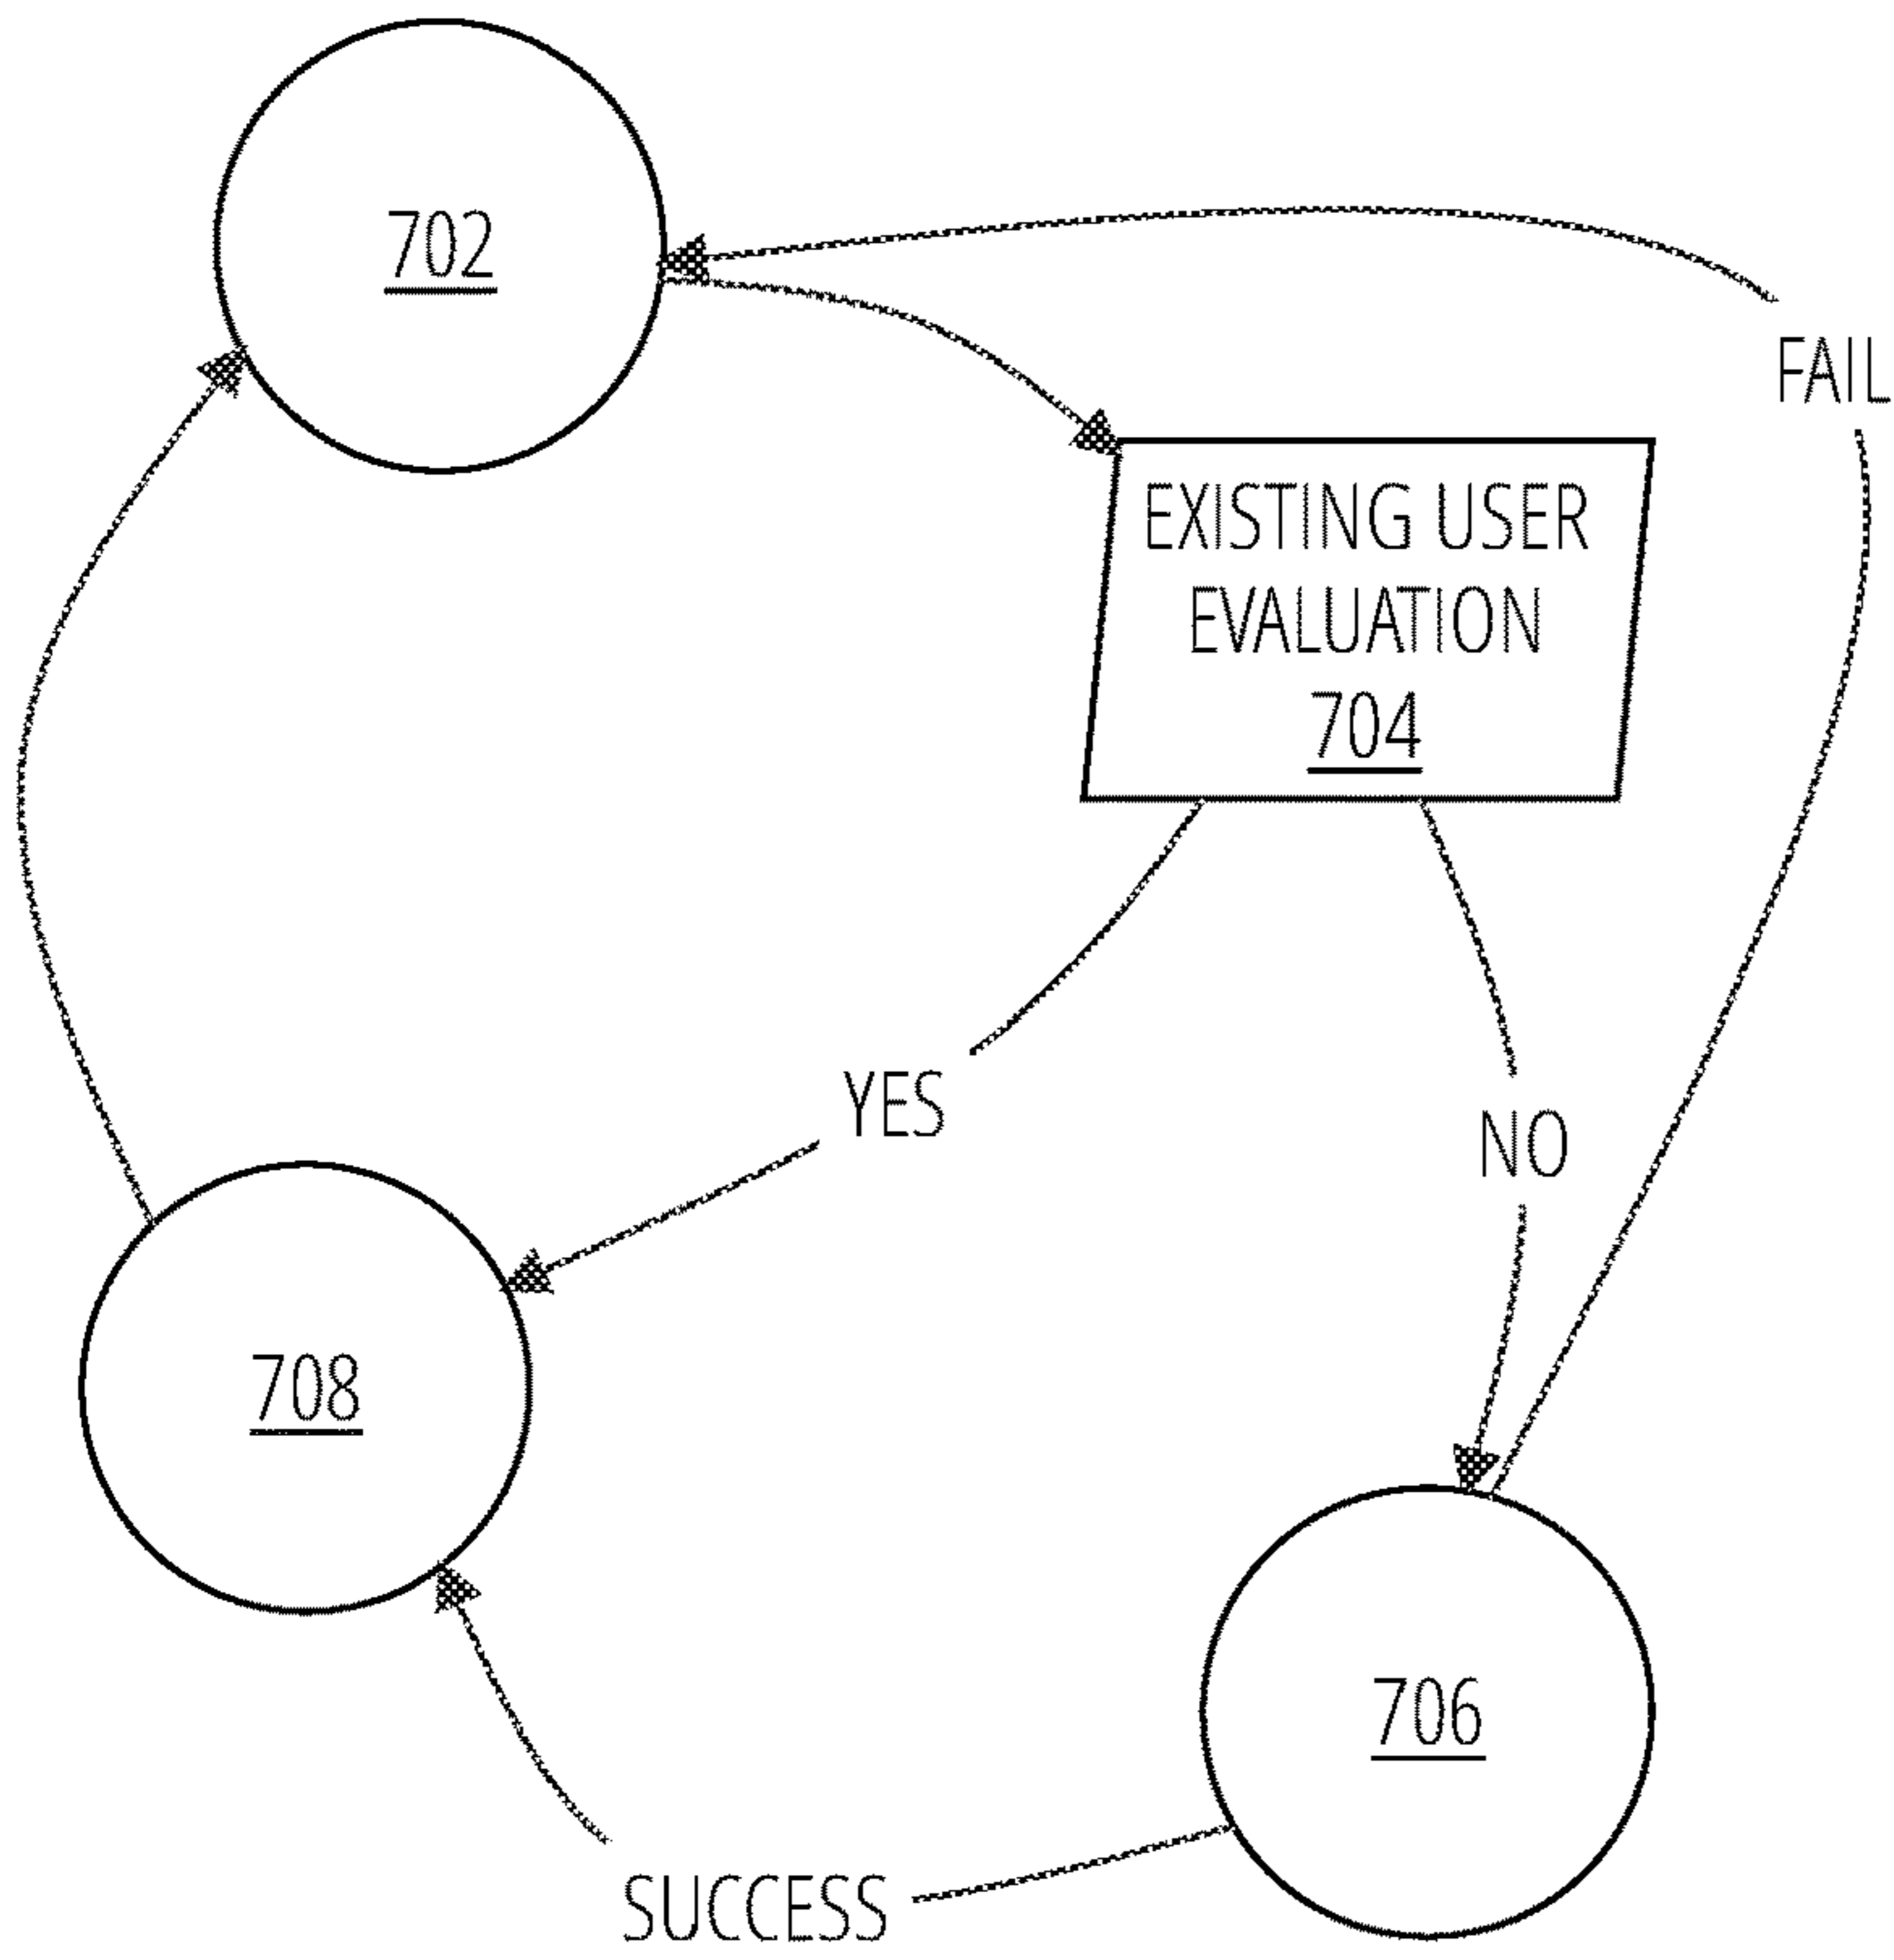 702
FAIL
EXISTING USER
EVALUATION
704
YES
NO
708
706
SUCCESS